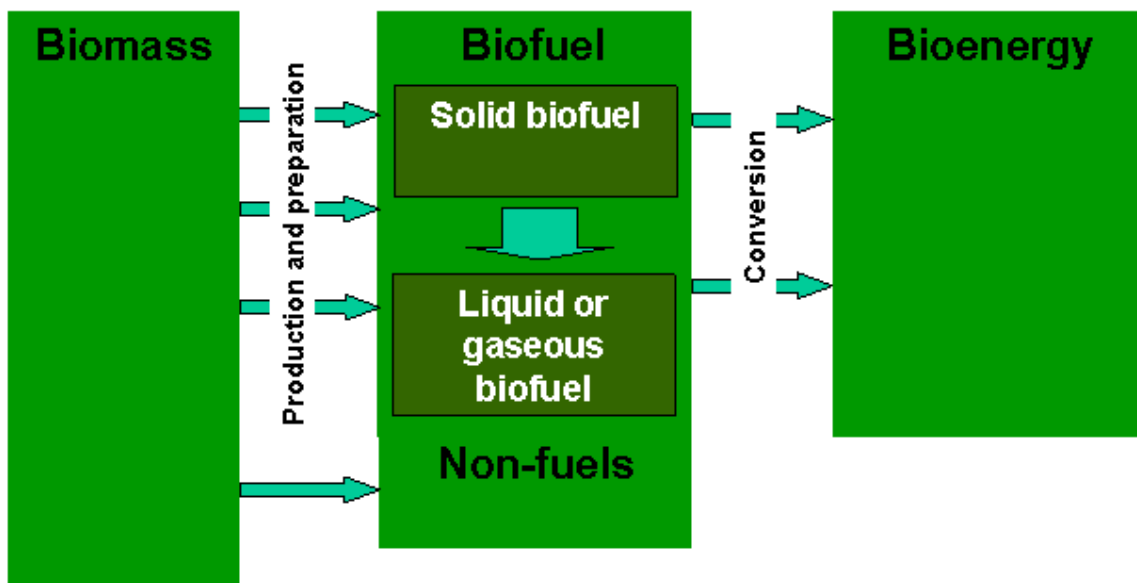 Biomass
Production and preparation
Biofuel
Solid biofuel
Liquid or
gaseous
biofuel
Non-fuels
Conversion
Bioenergy